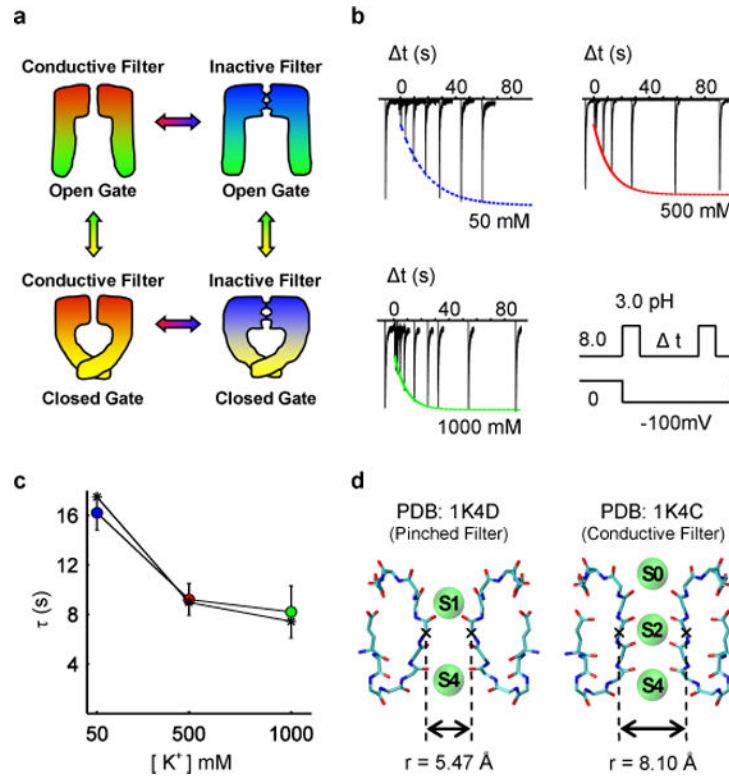 a
Conductive Filter Inactive Filter
Open Gate Open Gate
Conductive Filter Inactive Filter
Closed Gate Closed Gate
b
Δt (s)
0 40 80
50 mM
Δt (s)
0 40 80
500 mM
Δt (s)
0 40 80
1000 mM
3.0 pH
8.0 Δ t
0
-100mV
c
16
12
8
4
τ (s)
50 500 1000
[ K⁺] mM
d
PDB: 1K4D
(Pinched Filter)
S1
S4
r = 5.47 Å
PDB: 1K4C
(Conductive Filter)
S0
S2
S4
r = 8.10 Å